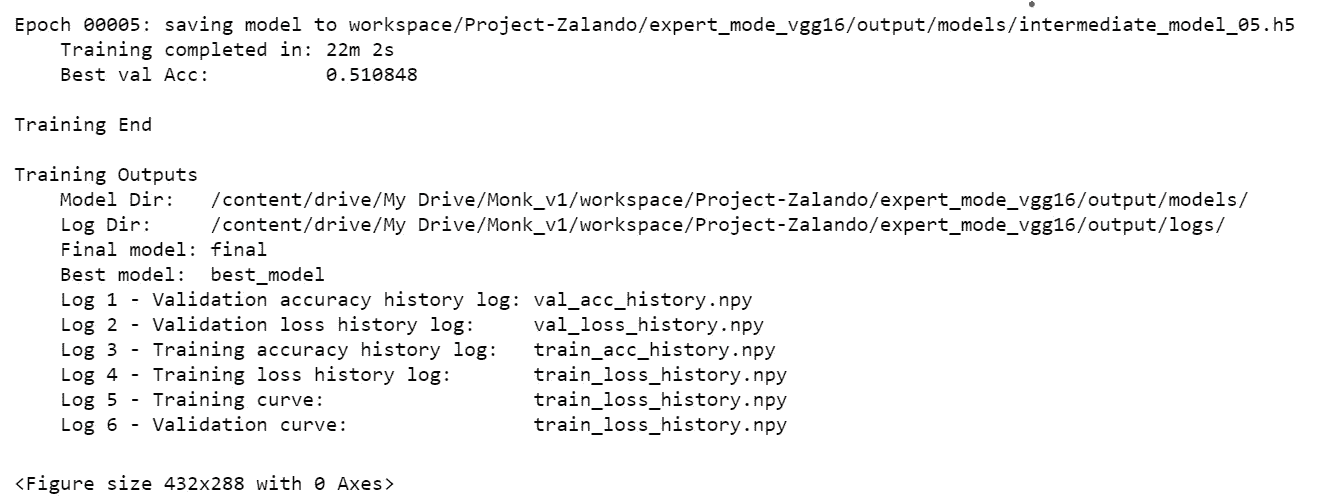 Epoch 00005: saving model to workspace/Project-Zalando/expert_mode_vgg16/output/models/intermediate_model_05.h5
Training completed in: 22m 2s
Best val Acc: 0.510848
Training End
Training Outputs
Model Dir: /content/drive/My Drive/Monk_v1/workspace/Project-Zalando/expert_mode_vgg16/output/models/
Log Dir: /content/drive/My Drive/Monk_v1/workspace/Project-Zalando/expert_mode_vgg16/output/logs/
Final model: final
Best model: best_model
Log 1 - Validation accuracy history log: val_acc_history.npy
Log 2 - Validation loss history log: val_loss_history.npy
Log 3 - Training accuracy history log: train_acc_history.npy
Log 4 - Training loss history log: train_loss_history.npy
Log 5 - Training curve: train_loss_history.npy
Log 6 - Validation curve: train_loss_history.npy
<Figure size 432x288 with 0 Axes>